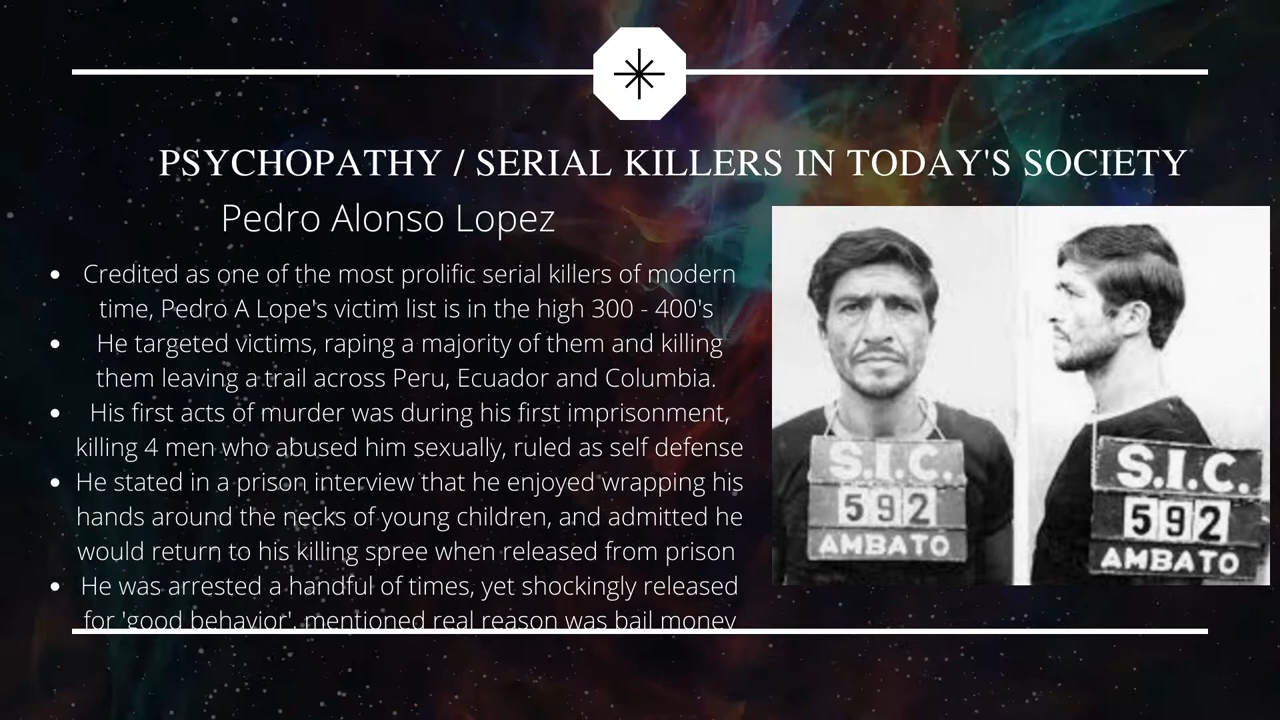 PSYCHOPATHY / SERIAL KILLERS IN TODAY'S SOCIETY
Pedro Alonso Lopez
Credited as one of the most prolific serial killers of modern
time, Pedro A Lope's victim list is in the high 300 - 400's
He targeted victims, raping a majority of them and killing
them leaving a trail across Peru, Ecuador and Columbia.
His first acts of murder was during his first imprisonment,
killing 4 men who abused him sexually, ruled as self defense
He stated in a prison interview that he enjoyed wrapping his
hands around the necks of young children, and admitted he
would return to his killing spree when released from prison
He was arrested a handful of times, yet shockingly released
for 'good behavior', mentioned real reason was bail money
S.I.C.
592
AMBATO
S.I.C.
592
AMBATO